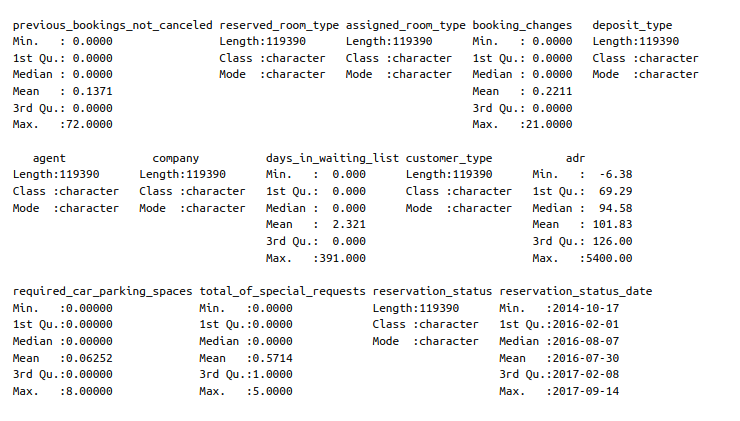 previous_bookings_not_canceled reserved_room_type assigned_room_type booking_changes   deposit_type
Min.   : 0.0000                Length:119390      Length:119390      Min.   : 0.0000   Length:119390
1st Qu.: 0.0000                Class :character   Class :character   1st Qu.: 0.0000   Class :character
Median : 0.0000                Mode  :character   Mode  :character   Median : 0.0000   Mode  :character
Mean   : 0.1371                                                      Mean   : 0.2211
3rd Qu.: 0.0000                                                      3rd Qu.: 0.0000
Max.   :72.0000                                                      Max.   :21.0000
   agent             company          days_in_waiting_list customer_type           adr
Length:119390      Length:119390      Min.   :  0.000      Length:119390      Min.   :  -6.38
Class :character   Class :character   1st Qu.:  0.000      Class :character   1st Qu.:  69.29
Mode  :character   Mode  :character   Median :  0.000      Mode  :character   Median :  94.58
                                      Mean   :  2.321                         Mean   : 101.83
                                      3rd Qu.:  0.000                         3rd Qu.: 126.00
                                      Max.   :391.000                         Max.   :5400.00
required_car_parking_spaces total_of_special_requests reservation_status reservation_status_date
Min.   :0.00000             Min.   :0.0000            Length:119390      Min.   :2014-10-17
1st Qu.:0.00000             1st Qu.:0.0000            Class :character   1st Qu.:2016-02-01
Median :0.00000             Median :0.0000            Mode  :character   Median :2016-08-07
Mean   :0.06252             Mean   :0.5714                               Mean   :2016-07-30
3rd Qu.:0.00000             3rd Qu.:1.0000                               3rd Qu.:2017-02-08
Max.   :8.00000             Max.   :5.0000                               Max.   :2017-09-14